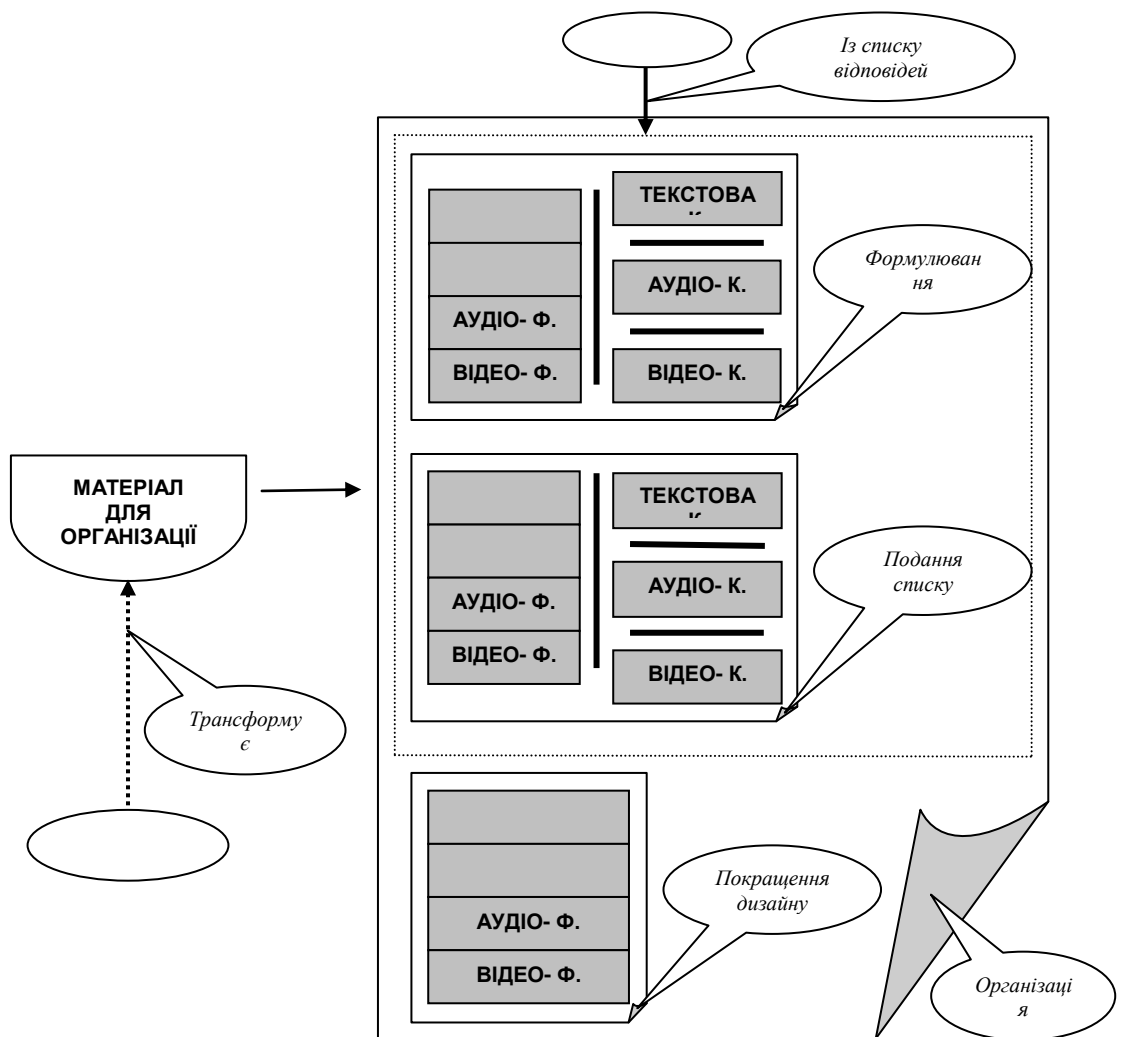 Із списку
відповідей
ТЕКСТОВА
АУДІО- К.
АУДІО- Ф.
ВІДЕО- Ф.
ВІДЕО- К.
Формулюван
ня
МАТЕРІАЛ
ДЛЯ
ОРГАНІЗАЦІЇ
ТЕКСТОВА
АУДІО- К.
АУДІО- Ф.
ВІДЕО- Ф.
ВІДЕО- К.
Подання
списку
Трансформу
є
АУДІО- Ф.
ВІДЕО- Ф.
Покращення
дизайну
Організаці
я